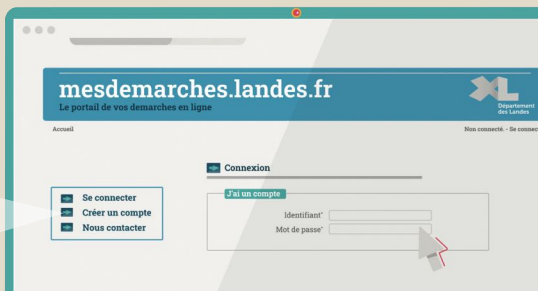 mesdemarches.landes.fr
Le portail de vos demarches en ligne
XL
Département
des Landes
Accueil
Non connecté. - Se connec
Connexion
J'ai un compte
Se connecter
Créer un compte
Nous contacter
Identifiant*
Mot de passe*